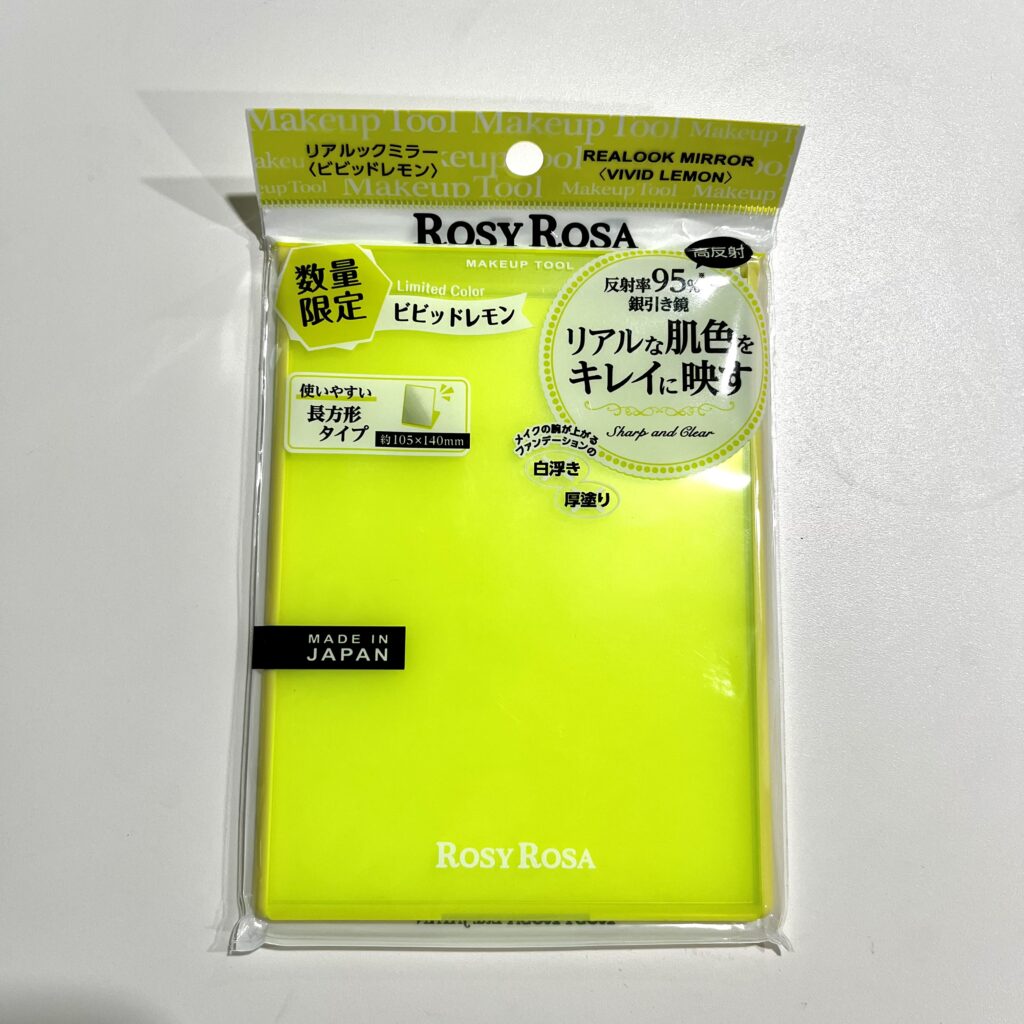 Makeup Tool Makeup Tool Makeup Tool
リアルックミラー
〈ビビッドレモン〉
REALOOK MIRROR
〈VIVID LEMON〉
Makeup Tool Makeup Tool Makeup
ROSY ROSA
MAKEUP TOOL
数量
限定
Limited Color
ビビッドレモン
高反射
反射率95%*
銀引き鏡
リアルな肌色を
キレイに映す
Sharp and Clear
使いやすい
長方形
タイプ
約105×140mm
メイクの腕が上がる
ファンデーションの
白浮き
厚塗り
MADE IN
JAPAN
ROSY ROSA